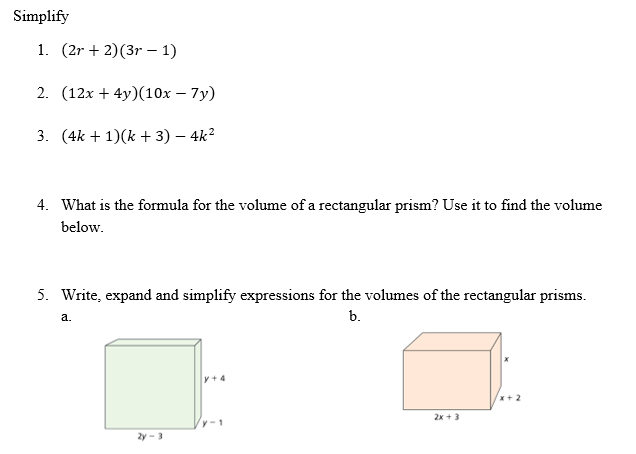 Simplify
1. (2r + 2)(3r − 1)
2. (12x + 4y)(10x − 7y)
3. (4k + 1)(k + 3) − 4k²
4. What is the formula for the volume of a rectangular prism? Use it to find the volume
below.
5. Write, expand and simplify expressions for the volumes of the rectangular prisms.
a. b.
y + 4
y − 1
2y − 3
x
x + 2
2x + 3